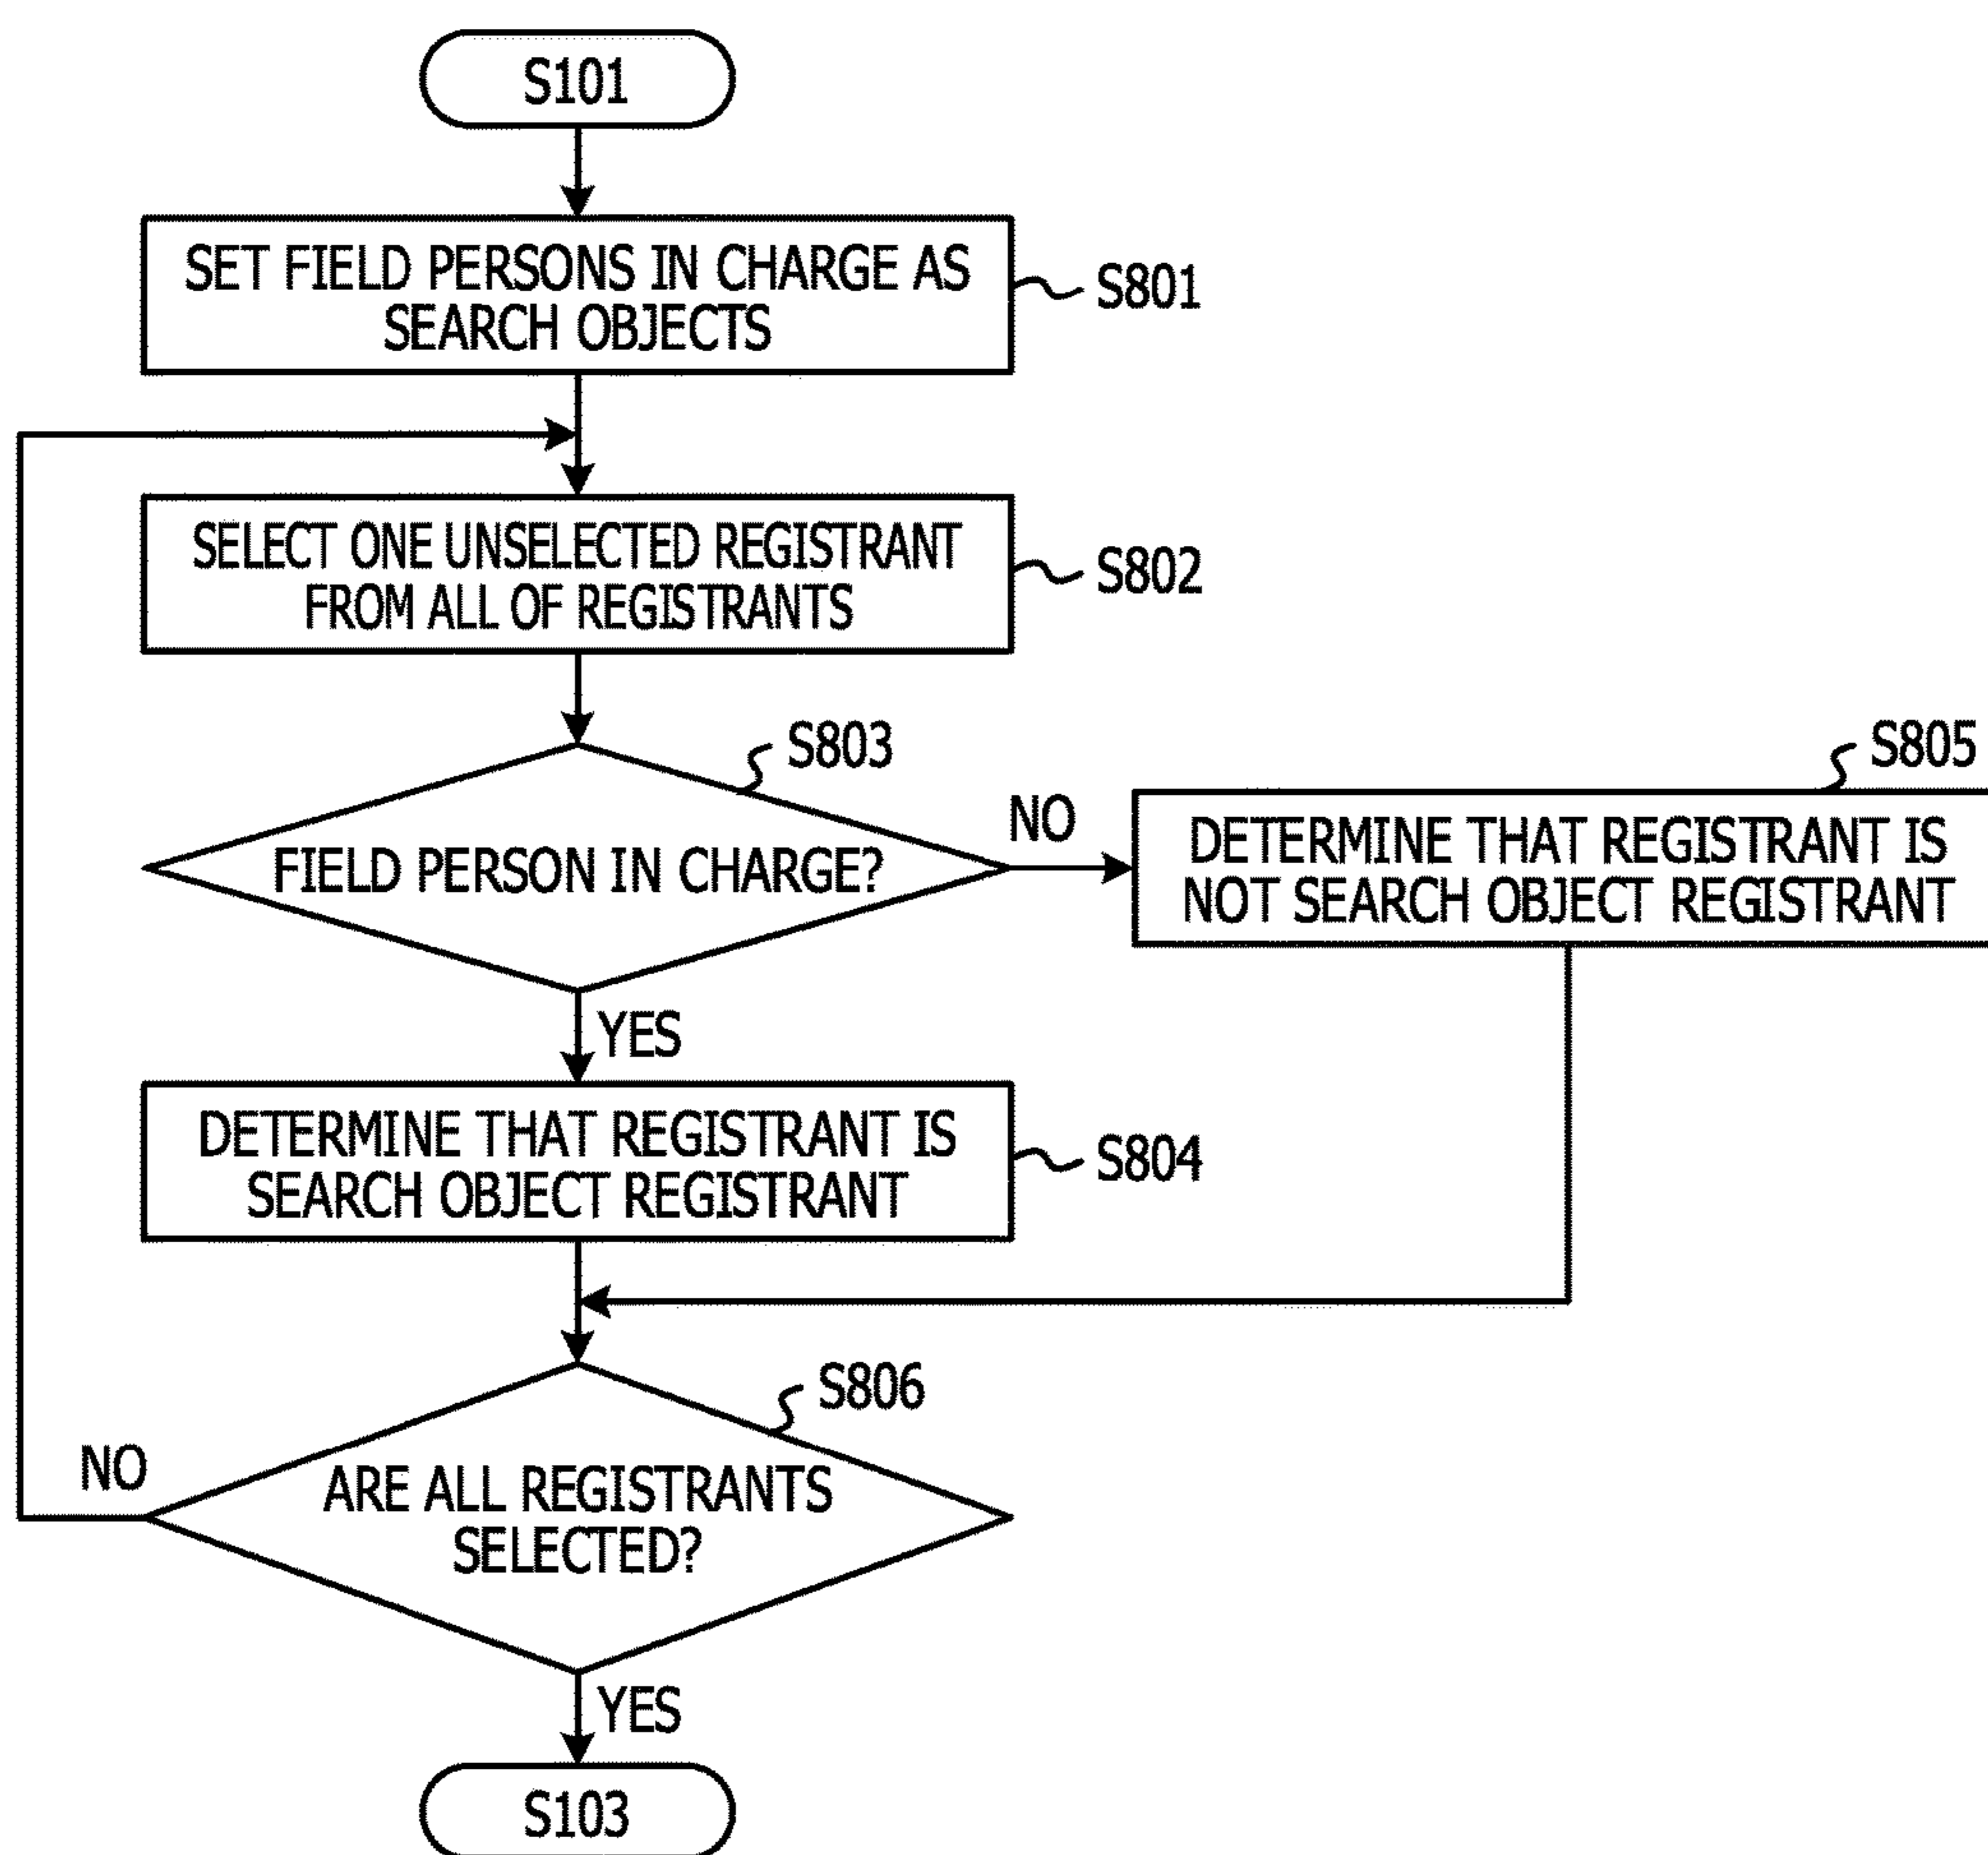 S101
SET FIELD PERSONS IN CHARGE AS
SEARCH OBJECTS
S801
SELECT ONE UNSELECTED REGISTRANT
FROM ALL OF REGISTRANTS
S802
S803
FIELD PERSON IN CHARGE?
NO
S805
DETERMINE THAT REGISTRANT IS
NOT SEARCH OBJECT REGISTRANT
YES
DETERMINE THAT REGISTRANT IS
SEARCH OBJECT REGISTRANT
S804
S806
NO
ARE ALL REGISTRANTS
SELECTED?
YES
S103